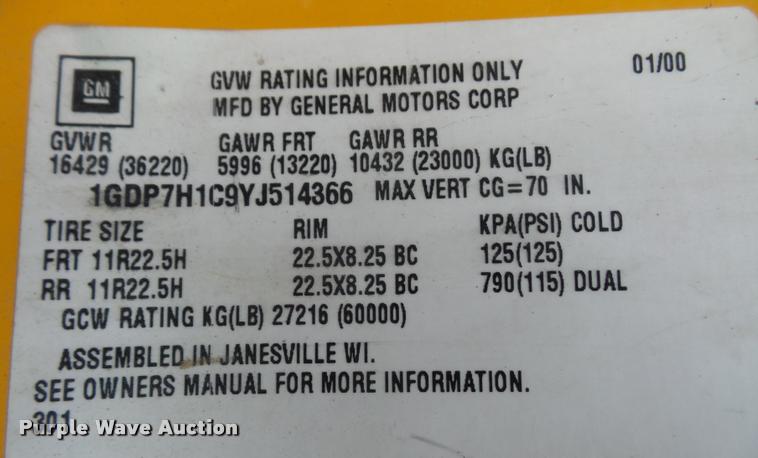 GM
GVW RATING INFORMATION ONLY 01/00
MFD BY GENERAL MOTORS CORP
GVWR GAWR FRT GAWR RR
16429 (36220) 5996 (13220) 10432 (23000) KG(LB)
1GDP7H1C9YJ514366 MAX VERT CG=70 IN.
TIRE SIZE RIM KPA(PSI) COLD
FRT 11R22.5H 22.5X8.25 BC 125(125)
RR 11R22.5H 22.5X8.25 BC 790(115) DUAL
GCW RATING KG(LB) 27216 (60000)
ASSEMBLED IN JANESVILLE WI.
SEE OWNERS MANUAL FOR MORE INFORMATION.
301
Purple Wave Auction